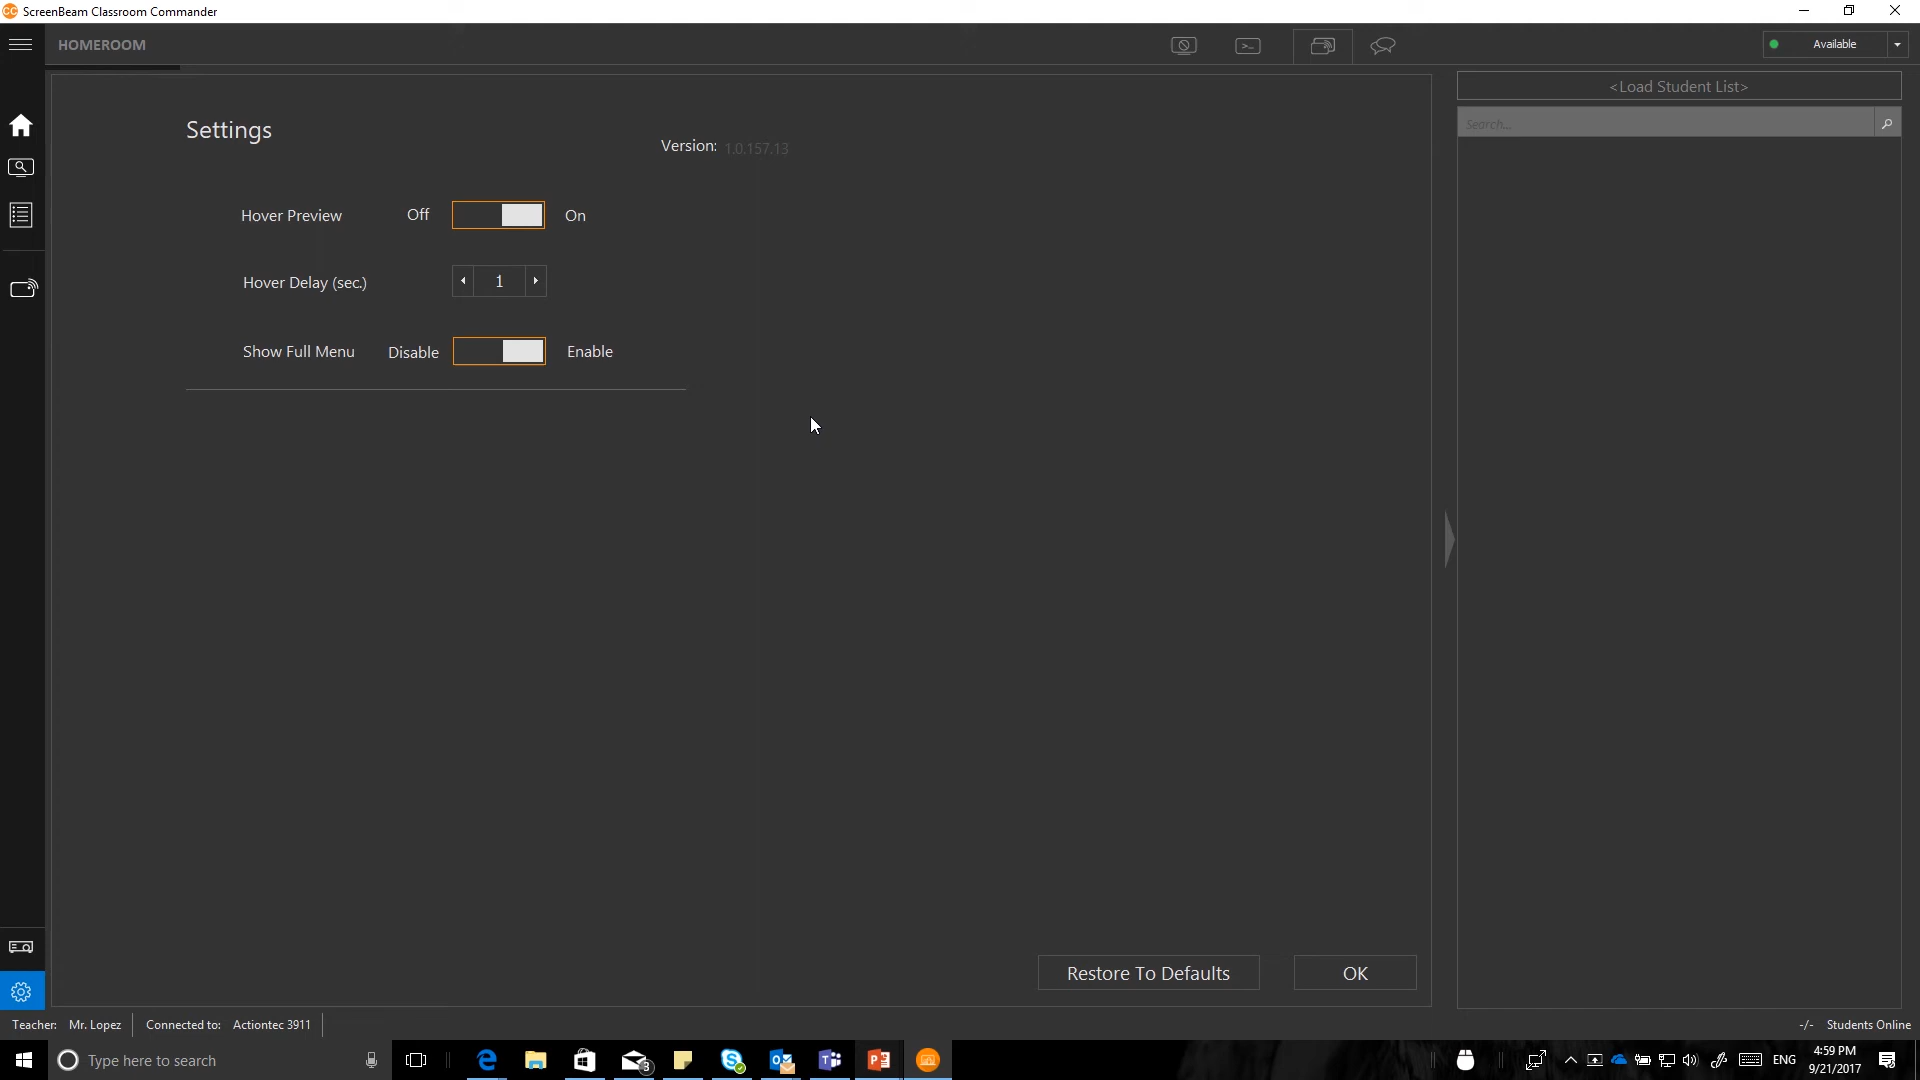 CC ScreenBeam Classroom Commander
HOMEROOM
Available
<Load Student List>
Search...
Settings
Version: 1.0.157.13
Hover Preview Off On
Hover Delay (sec.) 1
Show Full Menu Disable Enable
Restore To Defaults OK
Teacher: Mr. Lopez Connected to: Actiontec 3911 -/- Students Online
Type here to search 3 ENG 4:59 PM
9/21/2017